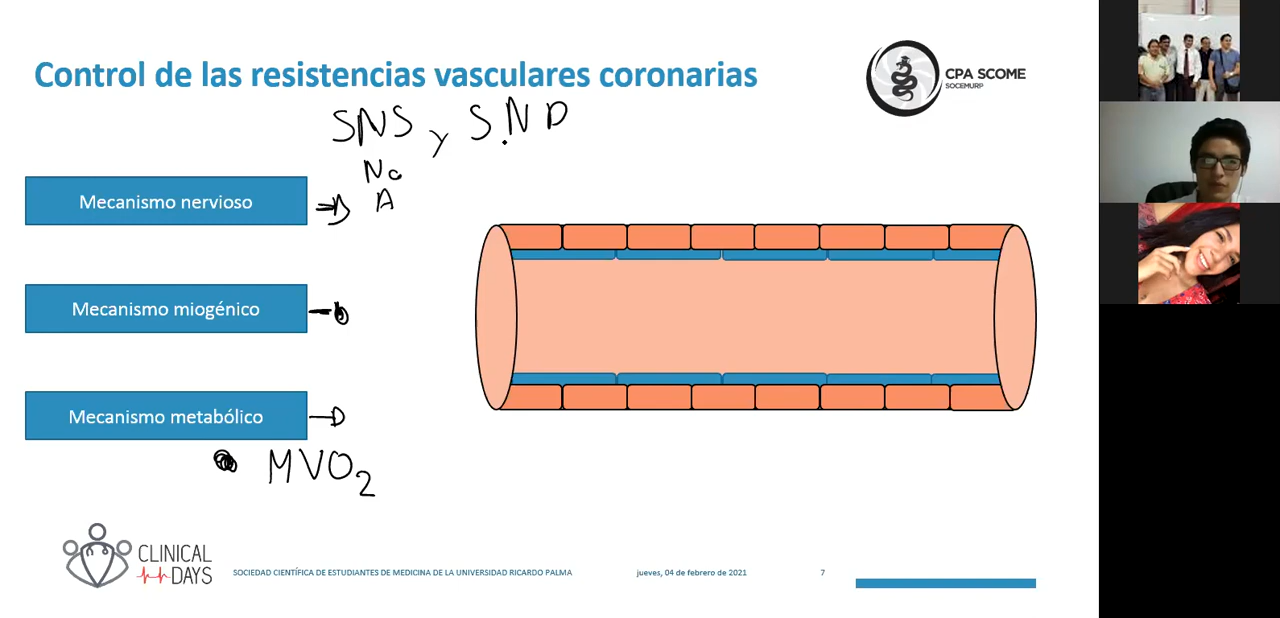 Control de las resistencias vasculares coronarias
CPA SCOME
SOCEMURP
SNS y S.N D
Na
A
Mecanismo nervioso
Mecanismo miogénico
Mecanismo metabólico
MVO2
CLINICAL
DAYS
SOCIEDAD CIENTÍFICA DE ESTUDIANTES DE MEDICINA DE LA UNIVERSIDAD RICARDO PALMA
jueves, 04 de febrero de 2021
7